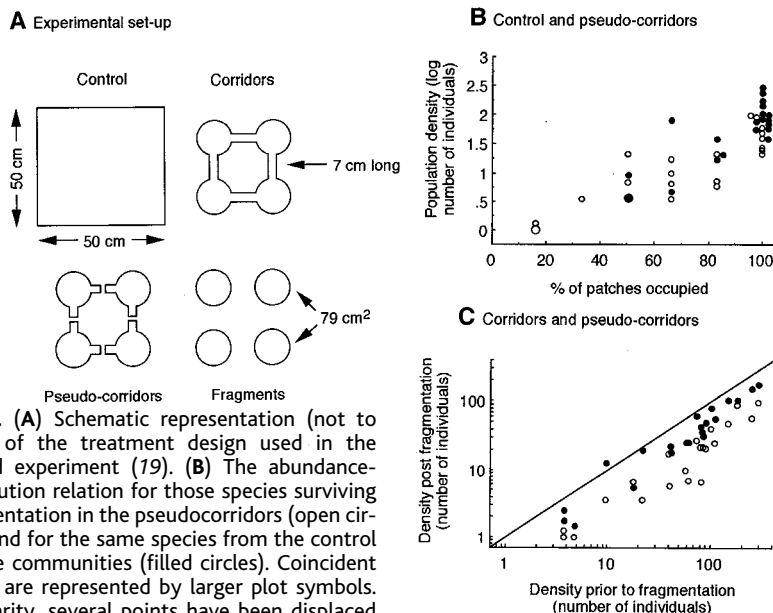 A Experimental set-up
Control
Corridors
50 cm
7 cm long
50 cm
79 cm2
Pseudo-corridors
Fragments
B Control and pseudo-corridors
Population density (log
number of individuals)
3
2.5
2
1.5
1
.5
0
0 20 40 60 80 100
% of patches occupied
C Corridors and pseudo-corridors
Density post fragmentation
(number of individuals)
100
10
1
1 10 100
Density prior to fragmentation
(number of individuals)
. (A) Schematic representation (not to
of the treatment design used in the
experiment (19). (B) The abundance-
relation for those species surviving
in the pseudocorridors (open cir-
for the same species from the control
communities (filled circles). Coincident
are represented by larger plot symbols.
several points have been displaced